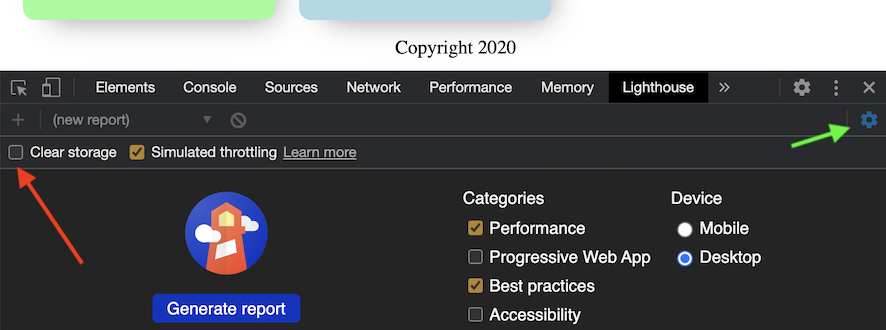 Copyright 2020
Elements Console Sources Network Performance Memory Lighthouse
(new report)
Clear storage Simulated throttling Learn more
Categories Device
Performance Mobile
Progressive Web App Desktop
Best practices
Generate report
Accessibility